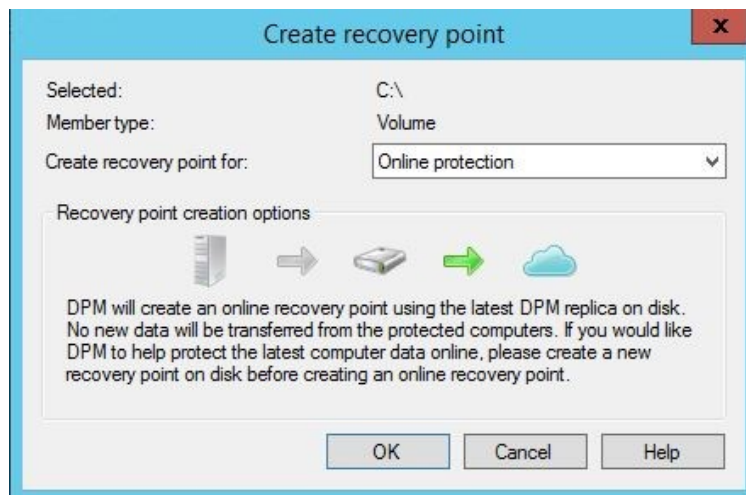 Create recovery point
x
Selected: C:\
Member type: Volume
Create recovery point for: Online protection
Recovery point creation options
DPM will create an online recovery point using the latest DPM replica on disk.
No new data will be transferred from the protected computers. If you would like
DPM to help protect the latest computer data online, please create a new
recovery point on disk before creating an online recovery point.
OK Cancel Help